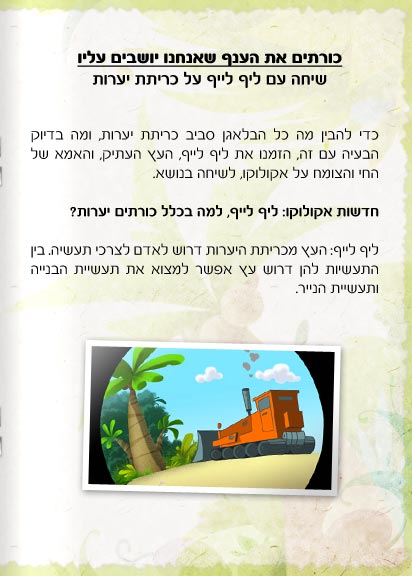 כורתים את הענף שאנחנו יושבים עליו
שיחה עם ליף לייף על כריתת יערות
כדי להבין מה כל הבלאגן סביב כריתת יערות, ומה בדיוק
הבעיה עם זה, הזמנו את ליף לייף, העץ העתיק, והאמא של
החי והצומח על אקולוקו, לשיחה בנושא.
חדשות אקולוקו: ליף לייף, למה בכלל כורתים יערות?
ליף לייף: העץ מכריתת היערות דרוש לאדם לצרכי תעשיה. בין
התעשיות להן דרוש עץ אפשר למצוא את תעשיית הבנייה
ותעשיית הנייר.